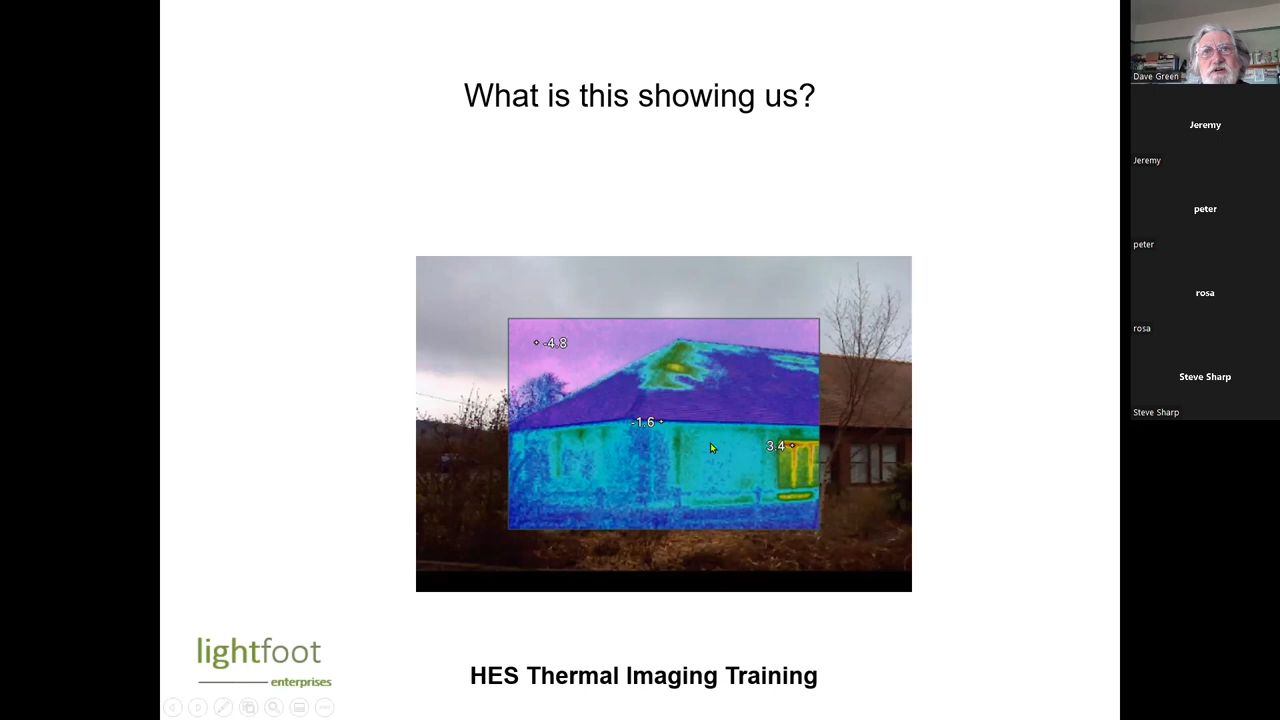 What is this showing us?
-4.8
-1.6
3.4
lightfoot
enterprises
HES Thermal Imaging Training
Dave Green
Jeremy
Jeremy
peter
peter
rosa
rosa
Steve Sharp
Steve Sharp